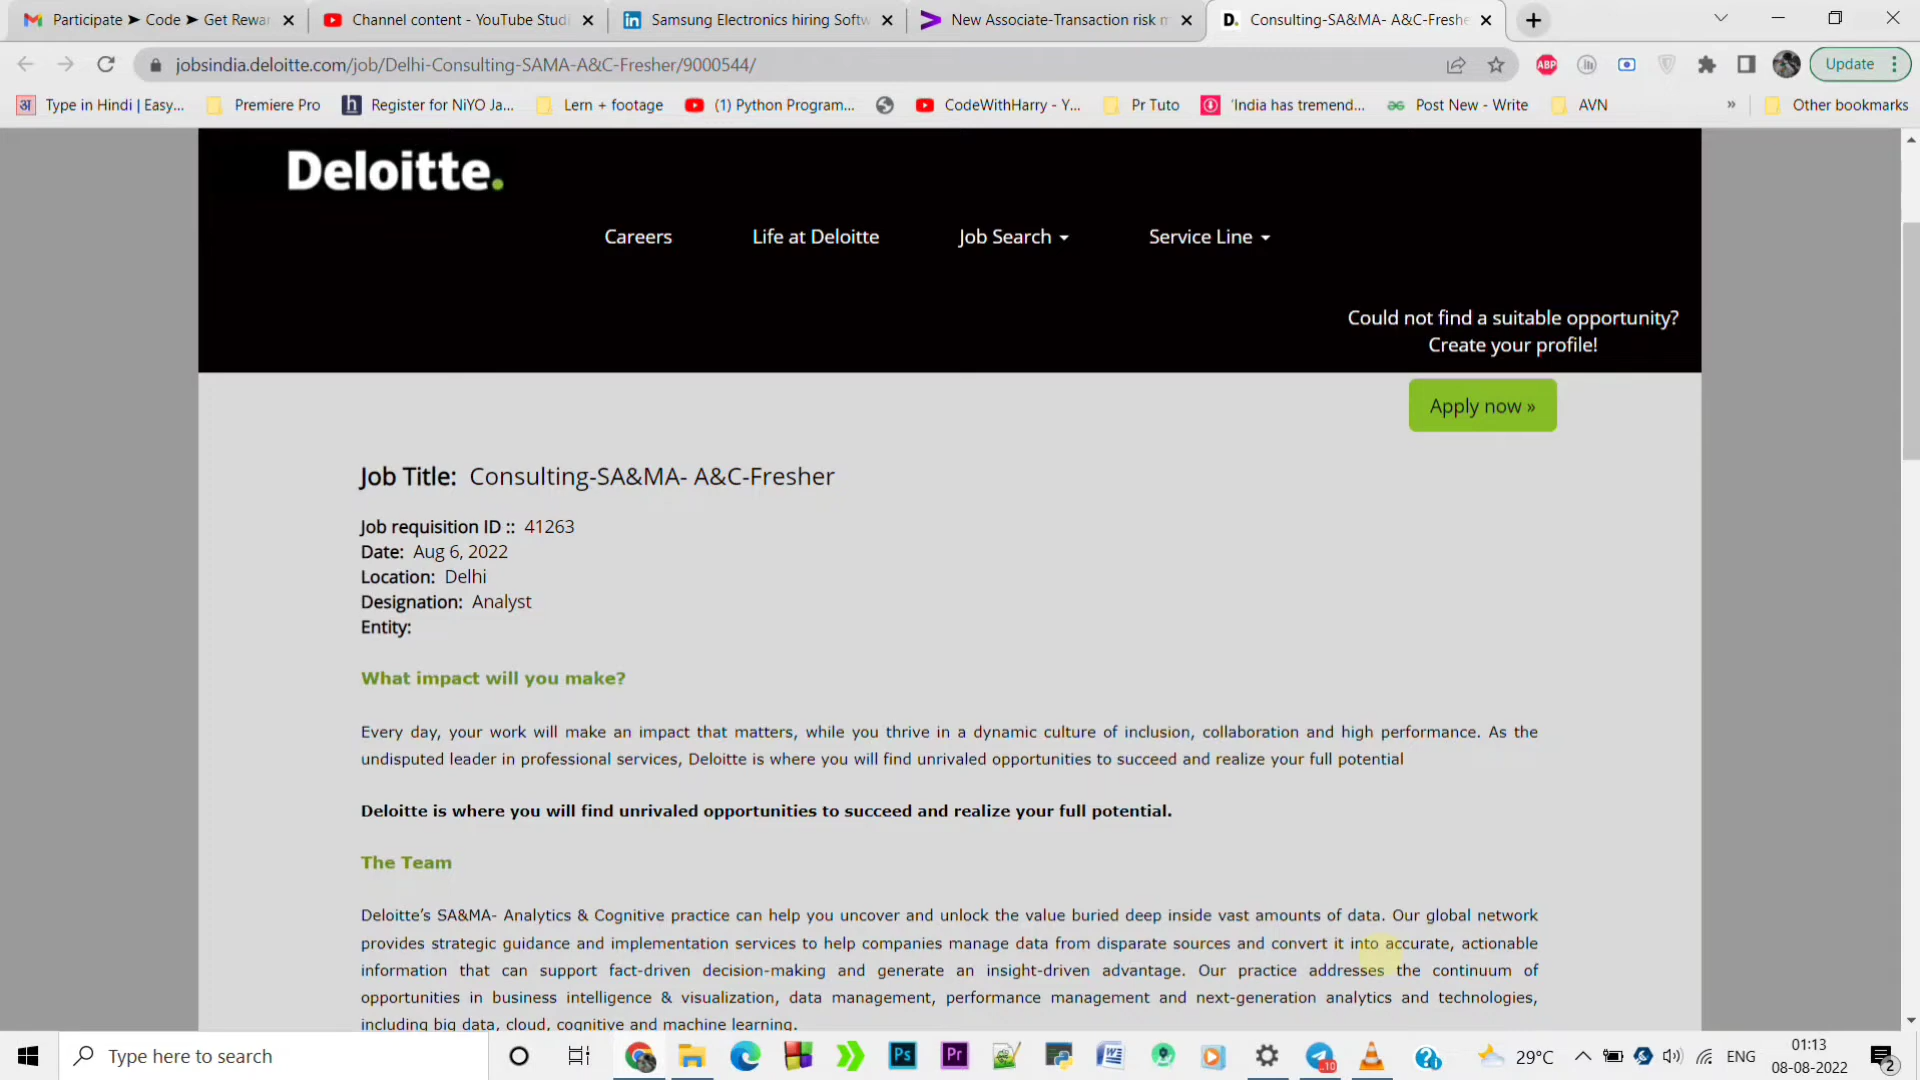 Participate ➤ Code ➤ Get Rewa
Channel content - YouTube Stud
Samsung Electronics hiring Softw
New Associate-Transaction risk m
Consulting-SA&MA- A&C-Freshe
jobsindia.deloitte.com/job/Delhi-Consulting-SAMA-A&C-Fresher/9000544/
ABP
Update
अ Type in Hindi | Easy...
Premiere Pro
h Register for NiYO Ja...
Lern + footage
(1) Python Program...
CodeWithHarry - Y...
Pr Tuto
'India has tremend...
Post New - Write
AVN
»
Other bookmarks
Deloitte.
Careers
Life at Deloitte
Job Search
Service Line
Could not find a suitable opportunity?
Create your profile!
Apply now »
Job Title: Consulting-SA&MA- A&C-Fresher
Job requisition ID :: 41263
Date: Aug 6, 2022
Location: Delhi
Designation: Analyst
Entity:
What impact will you make?
Every day, your work will make an impact that matters, while you thrive in a dynamic culture of inclusion, collaboration and high performance. As the
undisputed leader in professional services, Deloitte is where you will find unrivaled opportunities to succeed and realize your full potential
Deloitte is where you will find unrivaled opportunities to succeed and realize your full potential.
The Team
Deloitte’s SA&MA- Analytics & Cognitive practice can help you uncover and unlock the value buried deep inside vast amounts of data. Our global network
provides strategic guidance and implementation services to help companies manage data from disparate sources and convert it into accurate, actionable
information that can support fact-driven decision-making and generate an insight-driven advantage. Our practice addresses the continuum of
opportunities in business intelligence & visualization, data management, performance management and next-generation analytics and technologies,
including big data, cloud, cognitive and machine learning.
Type here to search
Ps
Pr
W
10
29°C
ENG
01:13
08-08-2022
2